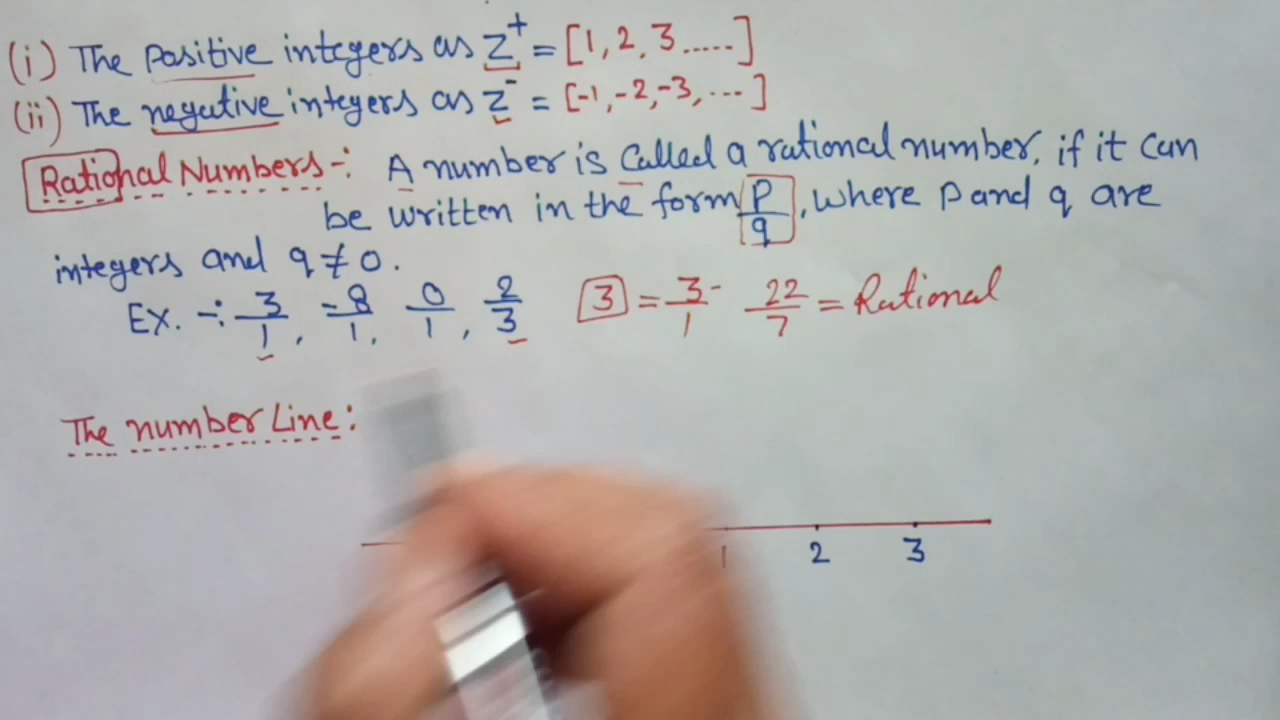 (i) The positive integers as Z⁺ = [1, 2, 3.....]
(ii) The negative integers as Z⁻ = [-1, -2, -3, ...]
Rational Numbers-: A number is called a rational number, if it can
be written in the form p/q, where p and q are
integers and q ≠ 0.
Ex. -: 3/1, -8/1, 0/1, 2/3 3 = 3/1 22/7 = Rational
The number Line:
1 2 3